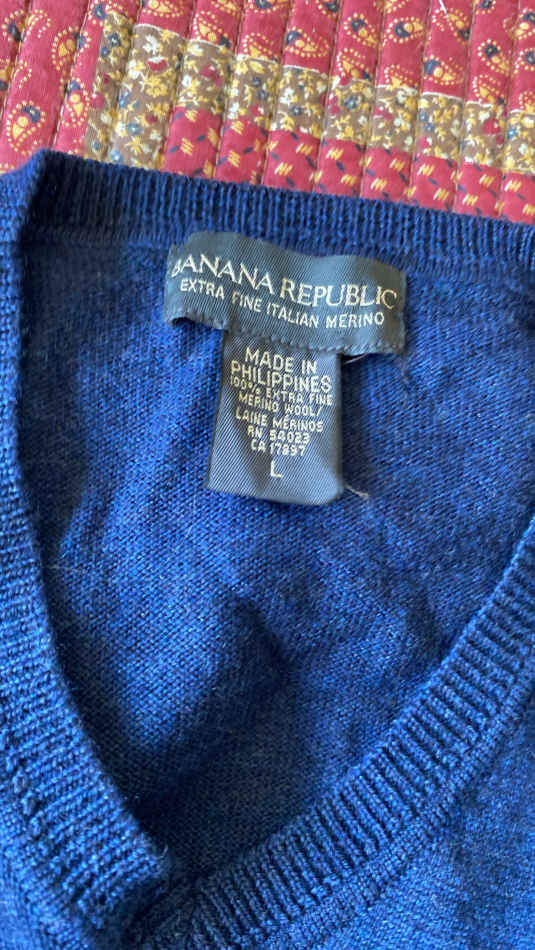 BANANA REPUBLIC
EXTRA FINE ITALIAN MERINO
MADE IN
PHILIPPINES
100% EXTRA FINE
MERINO WOOL/
LAINE MÉRINOS
RN 54023
CA 17897
L